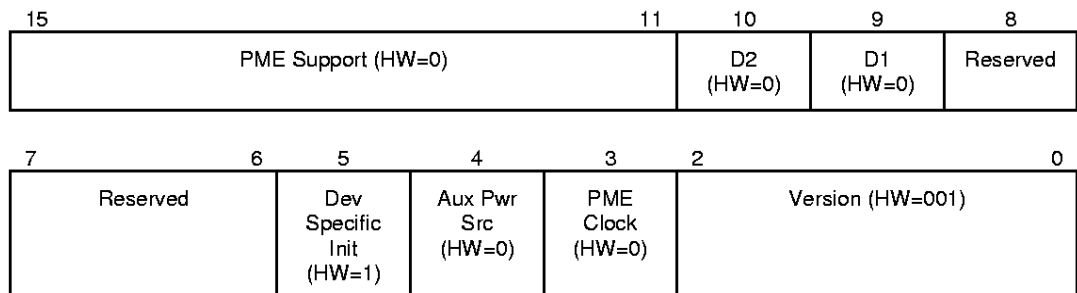 15 11 10 9 8
PME Support (HW=0) D2 D1 Reserved
(HW=0) (HW=0)
7 6 5 4 3 2 0
Reserved Dev Aux Pwr PME Version (HW=001)
Specific Src Clock
Init (HW=0) (HW=0)
(HW=1)